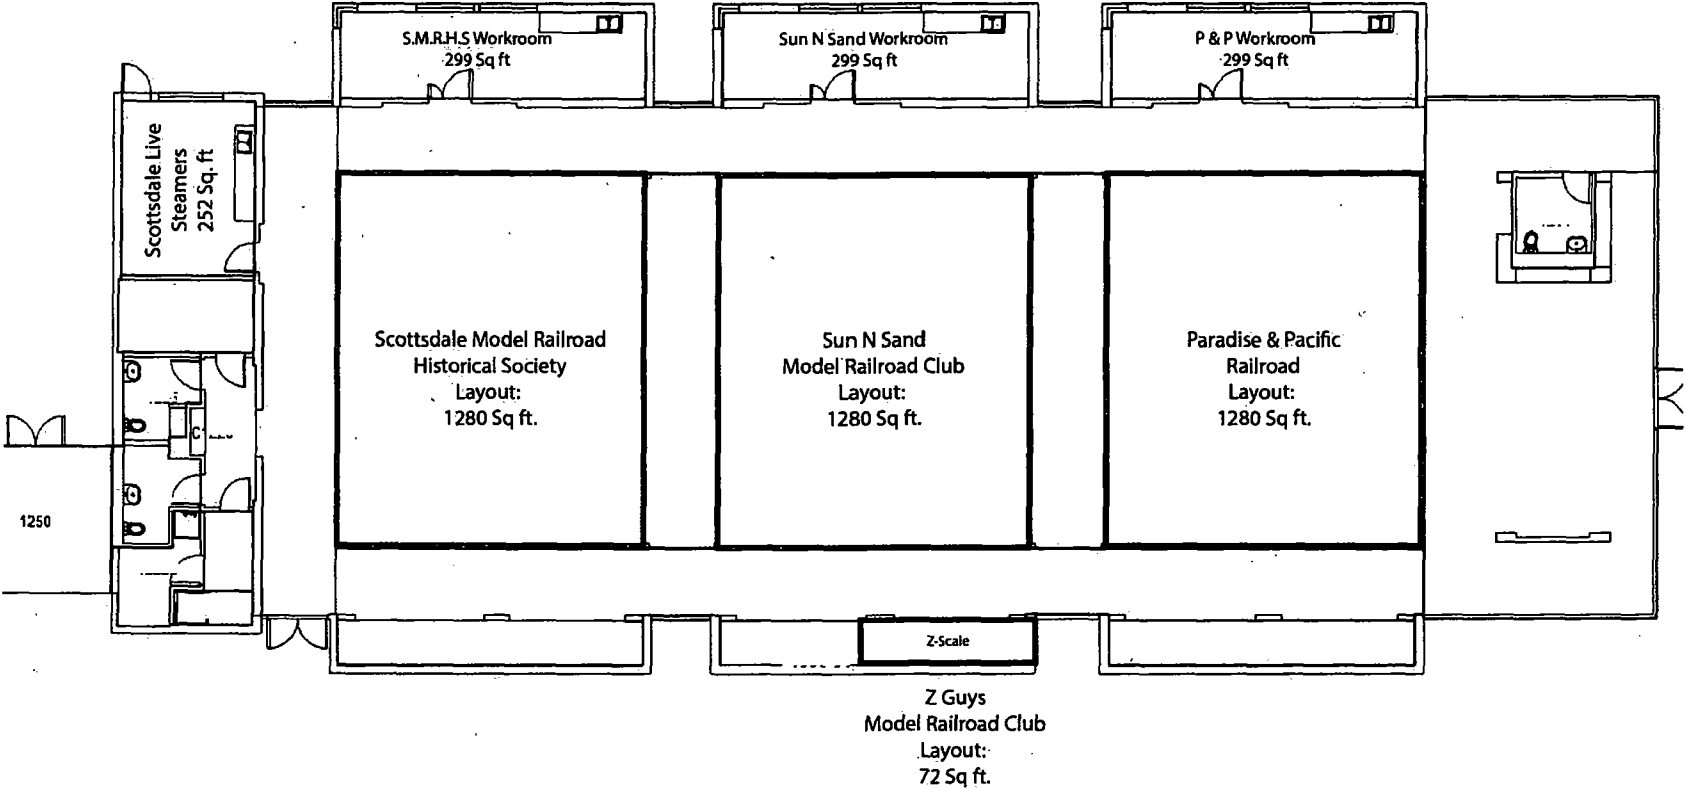 S.M.R.H.S Workroom
299 Sq ft
Sun N Sand Workroom
299 Sq ft
P & P Workroom
299 Sq ft
Scottsdale Live
Steamers
252 Sq. ft
Scottsdale Model Railroad
Historical Society
Layout:
1280 Sq ft.
Sun N Sand
Model Railroad Club
Layout:
1280 Sq ft.
Paradise & Pacific
Railroad
Layout:
1280 Sq ft.
1250
Z-Scale
Z Guys
Model Railroad Club
Layout:
72 Sq ft.